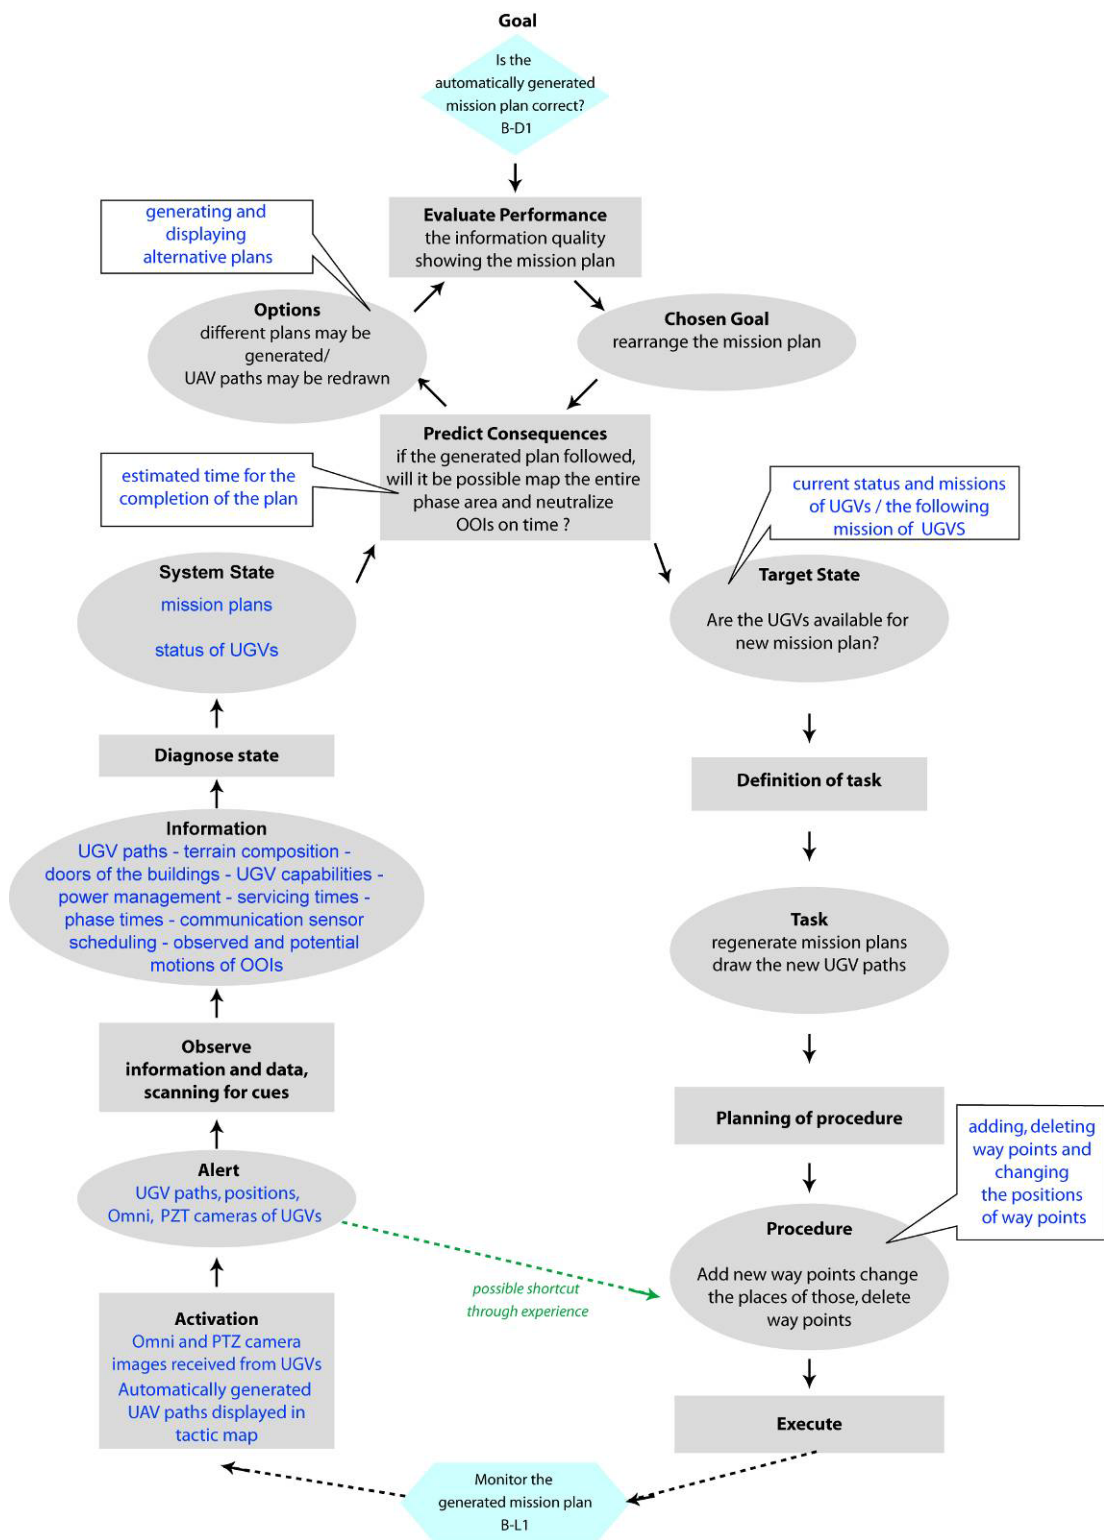 Goal
Is the
automatically generated
mission plan correct?
B-D1
Evaluate Performance
the information quality
showing the mission plan
generating and
displaying
alternative plans
Options
different plans may be
generated/
UAV paths may be redrawn
Chosen Goal
rearrange the mission plan
Predict Consequences
if the generated plan followed,
will it be possible map the entire
phase area and neutralize
OOIs on time ?
estimated time for the
completion of the plan
current status and missions
of UGVs / the following
mission of UGVS
System State
mission plans
status of UGVs
Target State
Are the UGVs available for
new mission plan?
Diagnose state
Definition of task
Information
UGV paths - terrain composition -
doors of the buildings - UGV capabilities -
power management - servicing times -
phase times - communication sensor
scheduling - observed and potential
motions of OOIs
Task
regenerate mission plans
draw the new UGV paths
Observe
information and data,
scanning for cues
Planning of procedure
adding, deleting
way points and
changing
the positions
of way points
Alert
UGV paths, positions,
Omni, PZT cameras of UGVs
Procedure
Add new way points change
the places of those, delete
way points
possible shortcut
through experience
Activation
Omni and PTZ camera
images received from UGVs
Automatically generated
UAV paths displayed in
tactic map
Execute
Monitor the
generated mission plan
B-L1